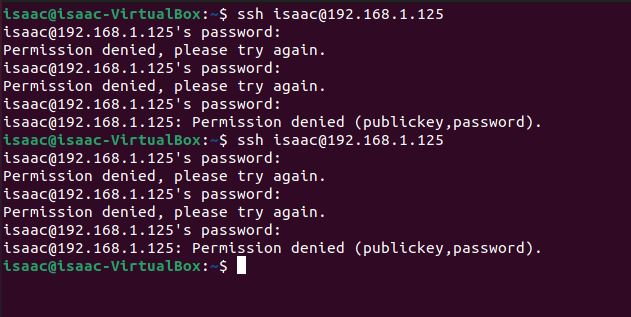 isaac@isaac-VirtualBox:~$ ssh isaac@192.168.1.125
isaac@192.168.1.125's password:
Permission denied, please try again.
isaac@192.168.1.125's password:
Permission denied, please try again.
isaac@192.168.1.125's password:
isaac@192.168.1.125: Permission denied (publickey,password).
isaac@isaac-VirtualBox:~$ ssh isaac@192.168.1.125
isaac@192.168.1.125's password:
Permission denied, please try again.
isaac@192.168.1.125's password:
Permission denied, please try again.
isaac@192.168.1.125's password:
isaac@192.168.1.125: Permission denied (publickey,password).
isaac@isaac-VirtualBox:~$